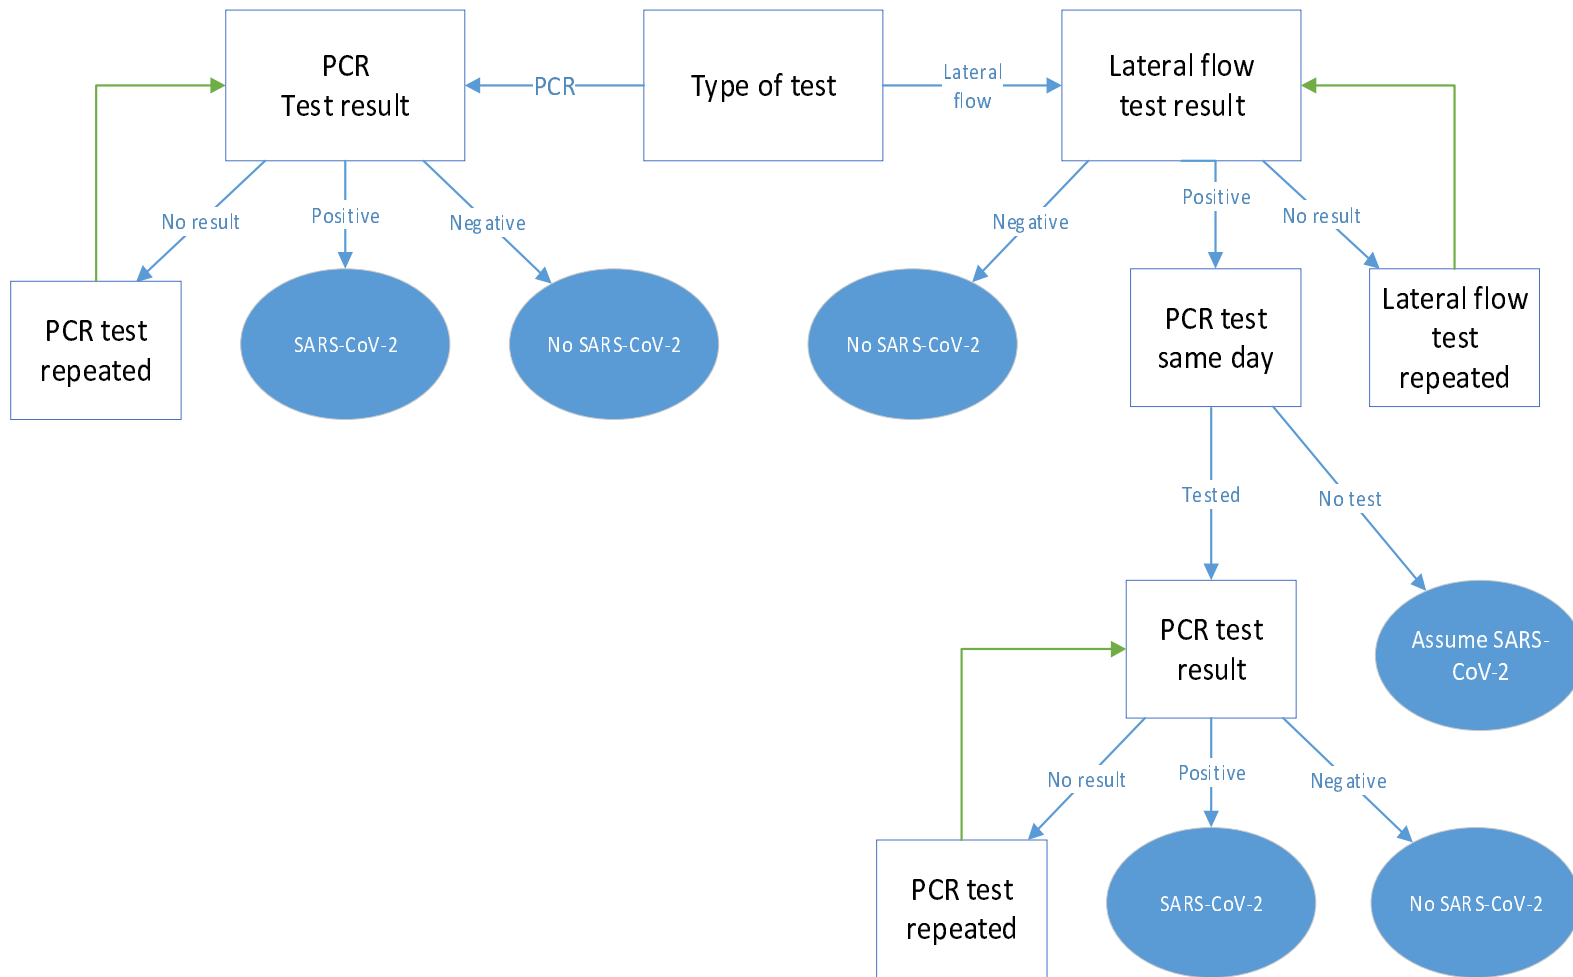 PCR
Test result
PCR
Type of test
Lateral
flow
Lateral flow
test result
No result
Positive
Negative
Negative
Positive
No result
PCR test
repeated
SARS-CoV-2
No SARS-CoV-2
No SARS-CoV-2
PCR test
same day
Lateral flow
test
repeated
Tested
No test
PCR test
result
Assume SARS-
CoV-2
No result
Positive
Negative
PCR test
repeated
SARS-CoV-2
No SARS-CoV-2